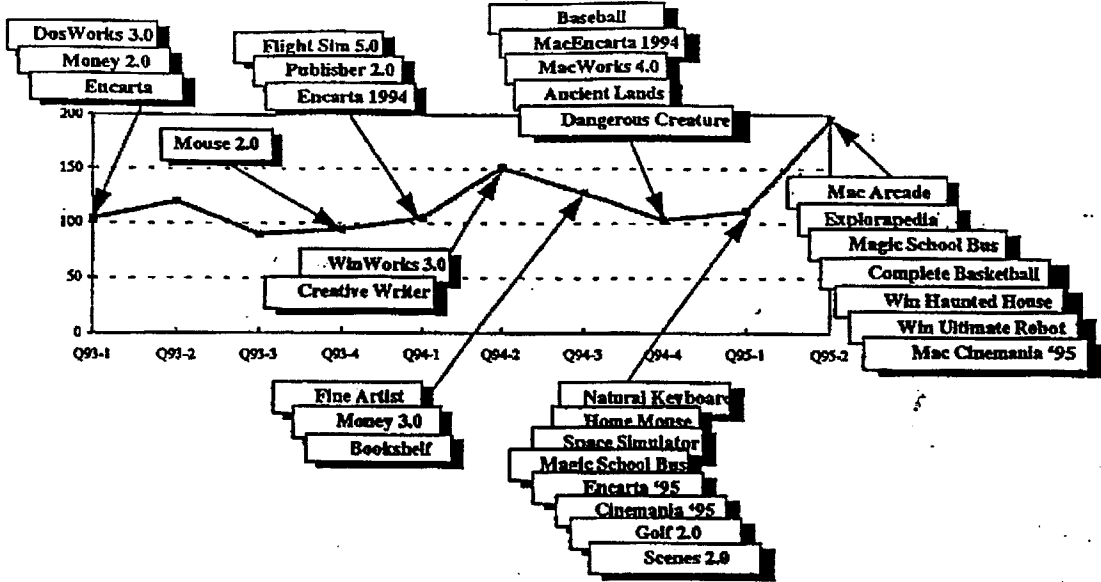 DosWorks 3.0
Money 2.0
Encarta
Flight Sim 5.0
Publisher 2.0
Encarta 1994
Baseball
MacEncarta 1994
MacWorks 4.0
Ancient Lands
Dangerous Creature
Mouse 2.0
200
150
100
50
0
WinWorks 3.0
Creative Writer
Mac Arcade
Explorapedia
Magic School Bus
Complete Basketball
Win Haunted House
Win Ultimate Robot
Mac Cinemania '95
Q93-1 Q93-2 Q93-3 Q93-4 Q94-1 Q94-2 Q94-3 Q94-4 Q95-1 Q95-2
Fine Artist
Money 3.0
Bookshelf
Natural Keyboard
Home Mouse
Space Simulator
Magic School Bus
Encarta '95
Cinemania '95
Golf 2.0
Scenes 2.0